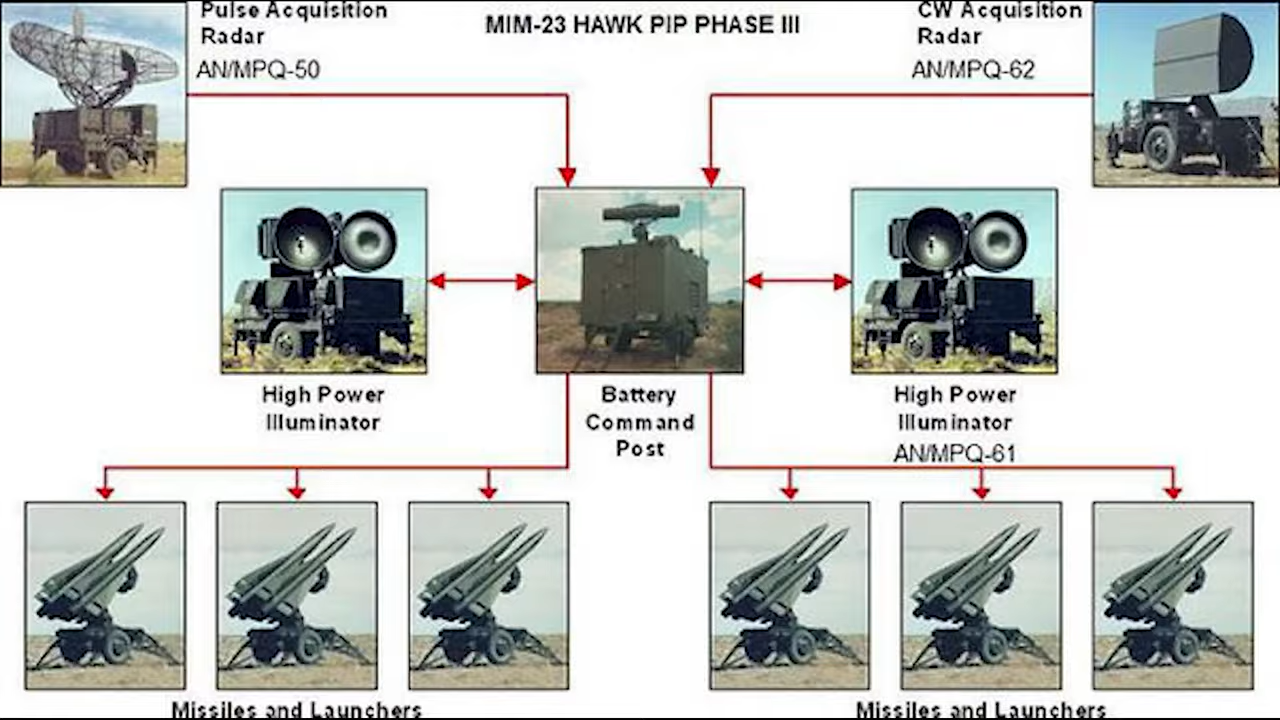 Pulse Acquisition
Radar
AN/MPQ-50
MIM-23 HAWK PIP PHASE III
CW Acquisition
Radar
AN/MPQ-62
High Power
Illuminator
Battery
Command
Post
High Power
Illuminator
AN/MPQ-61
Missiles and Launchers
Missiles and Launchers